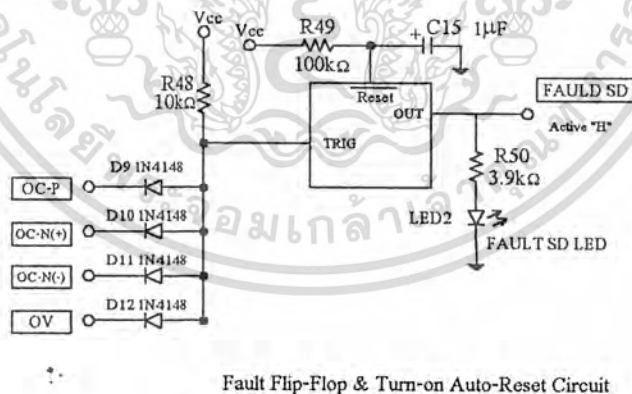 Vcc
Vcc
R49
100kΩ
+
C15 1µF
R48
10kΩ
Reset
OUT
TRIG
FAULD SD
Active "H"
R50
3.9kΩ
LED2
FAULT SD LED
D9 1N4148
OC-P
D10 1N4148
OC-N(+)
D11 1N4148
OC-N(-)
D12 1N4148
OV
Fault Flip-Flop & Turn-on Auto-Reset Circuit